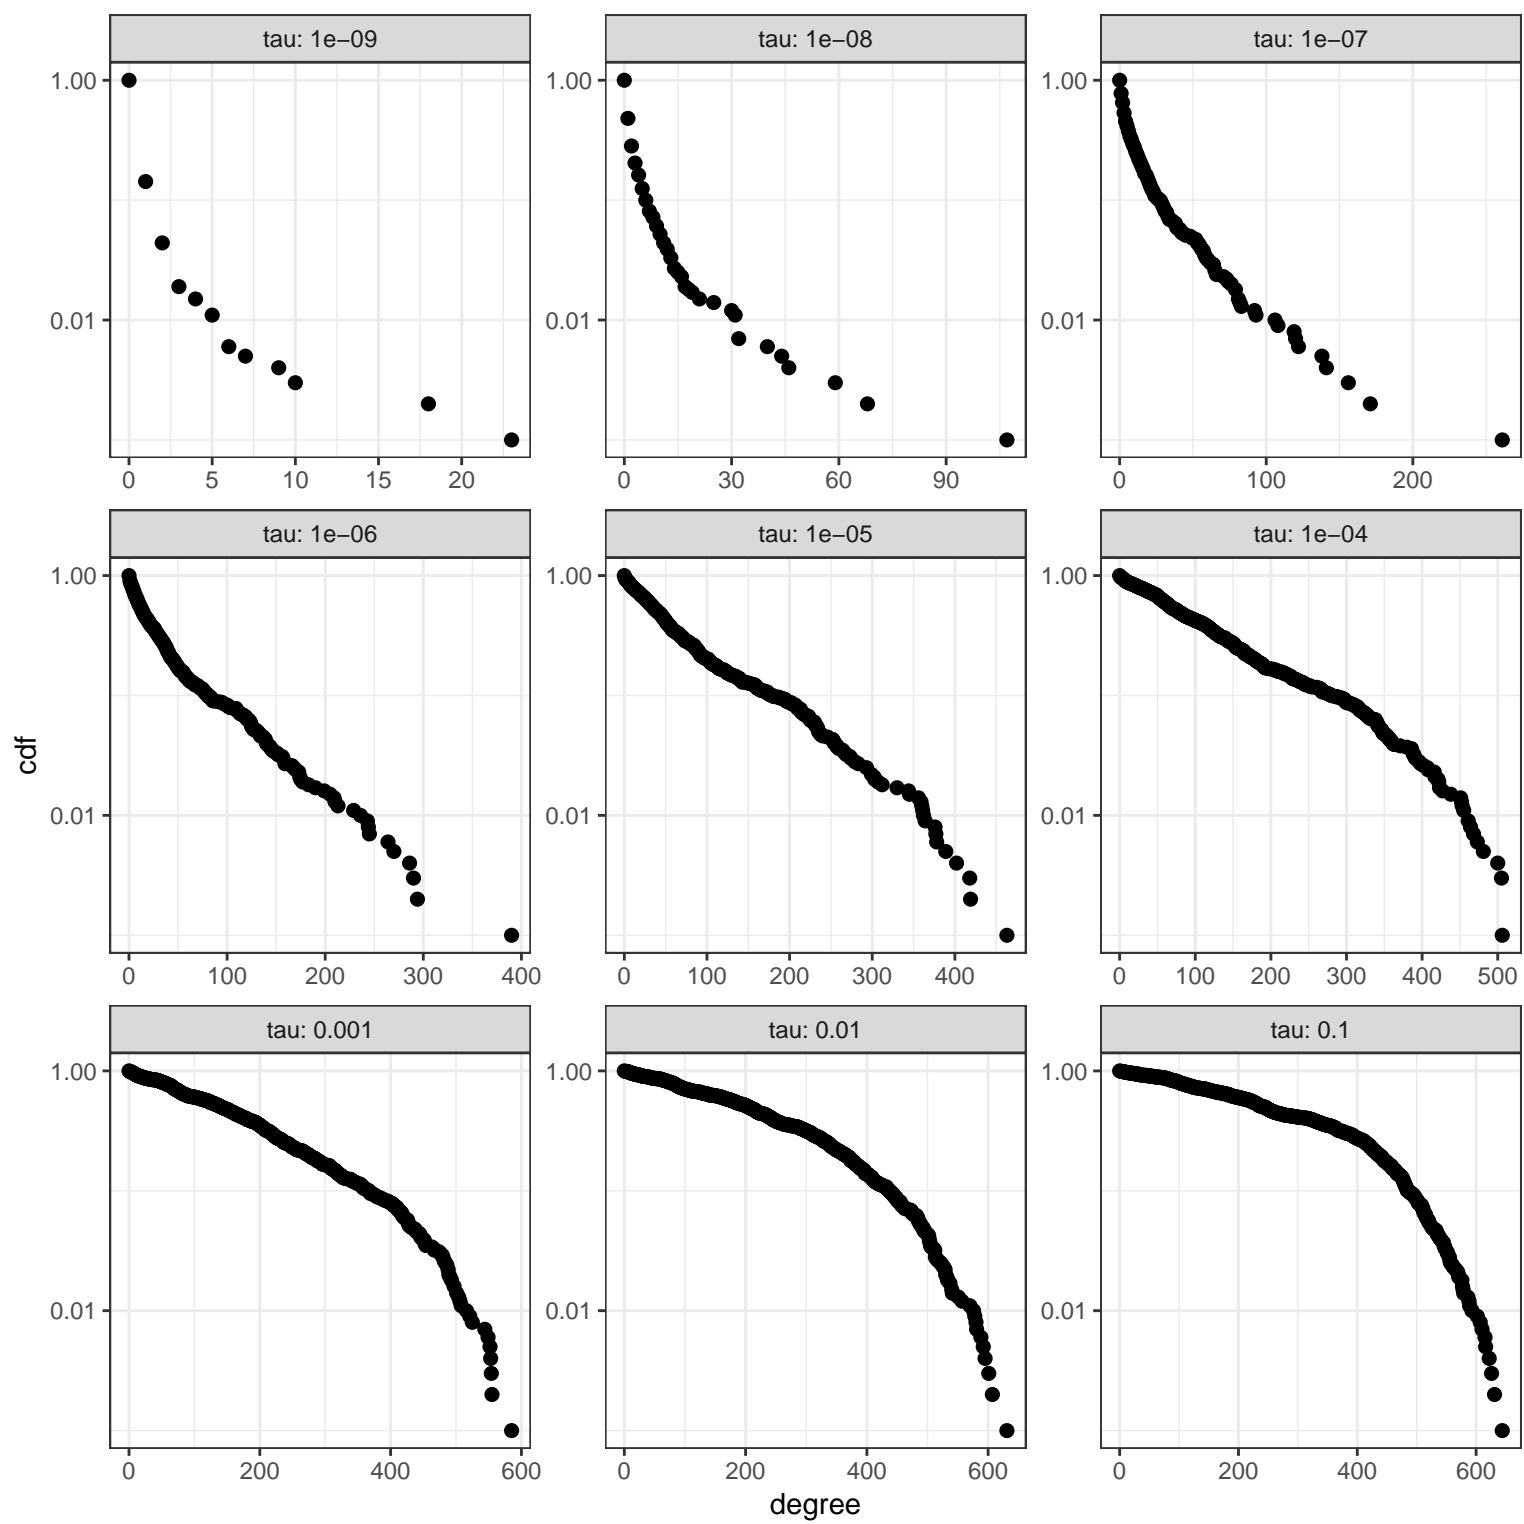 tau: 1e−09 tau: 1e−08 tau: 1e−07
1.00 1.00 1.00
0.01 0.01 0.01
0 5 10 15 20 0 30 60 90 0 100 200
tau: 1e−06 tau: 1e−05 tau: 1e−04
1.00 1.00 1.00
cdf
0.01 0.01 0.01
0 100 200 300 400 0 100 200 300 400 0 100 200 300 400 500
tau: 0.001 tau: 0.01 tau: 0.1
1.00 1.00 1.00
0.01 0.01 0.01
0 200 400 600 0 200 400 600 0 200 400 600
degree